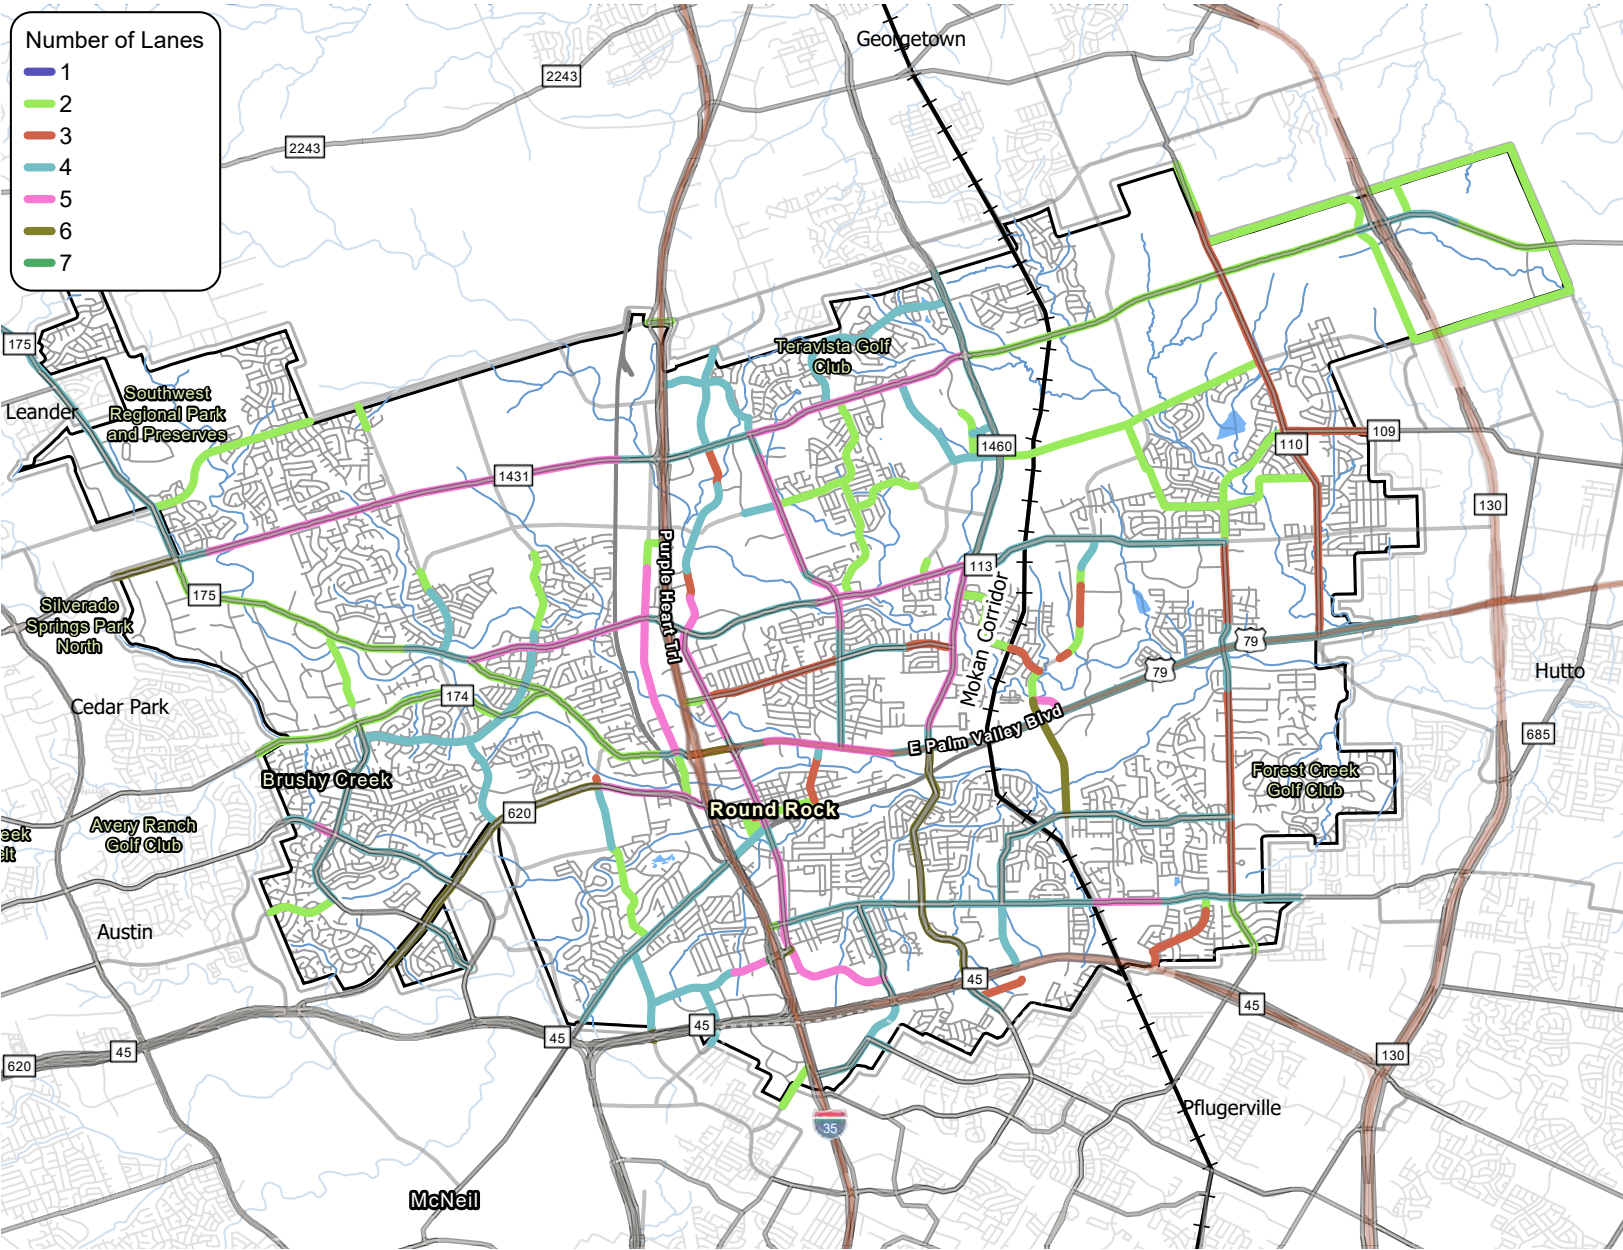 Number of Lanes
1
2
3
4
5
6
7
Georgetown
2243
2243
175
Leander
Southwest
Regional Park
and Preserves
Teravista Golf
Club
1431
1460
110
109
130
113
175
Silverado
Springs Park
North
Purple Heart Trl
Mokan Corridor
79
79
Hutto
Cedar Park
174
685
E Palm Valley Blvd
Brushy Creek
Forest Creek
Golf Club
620
Round Rock
Avery Ranch
Golf Club
eek
elt
Austin
45
45
45
45
45
620
130
Pflugerville
35
McNeil